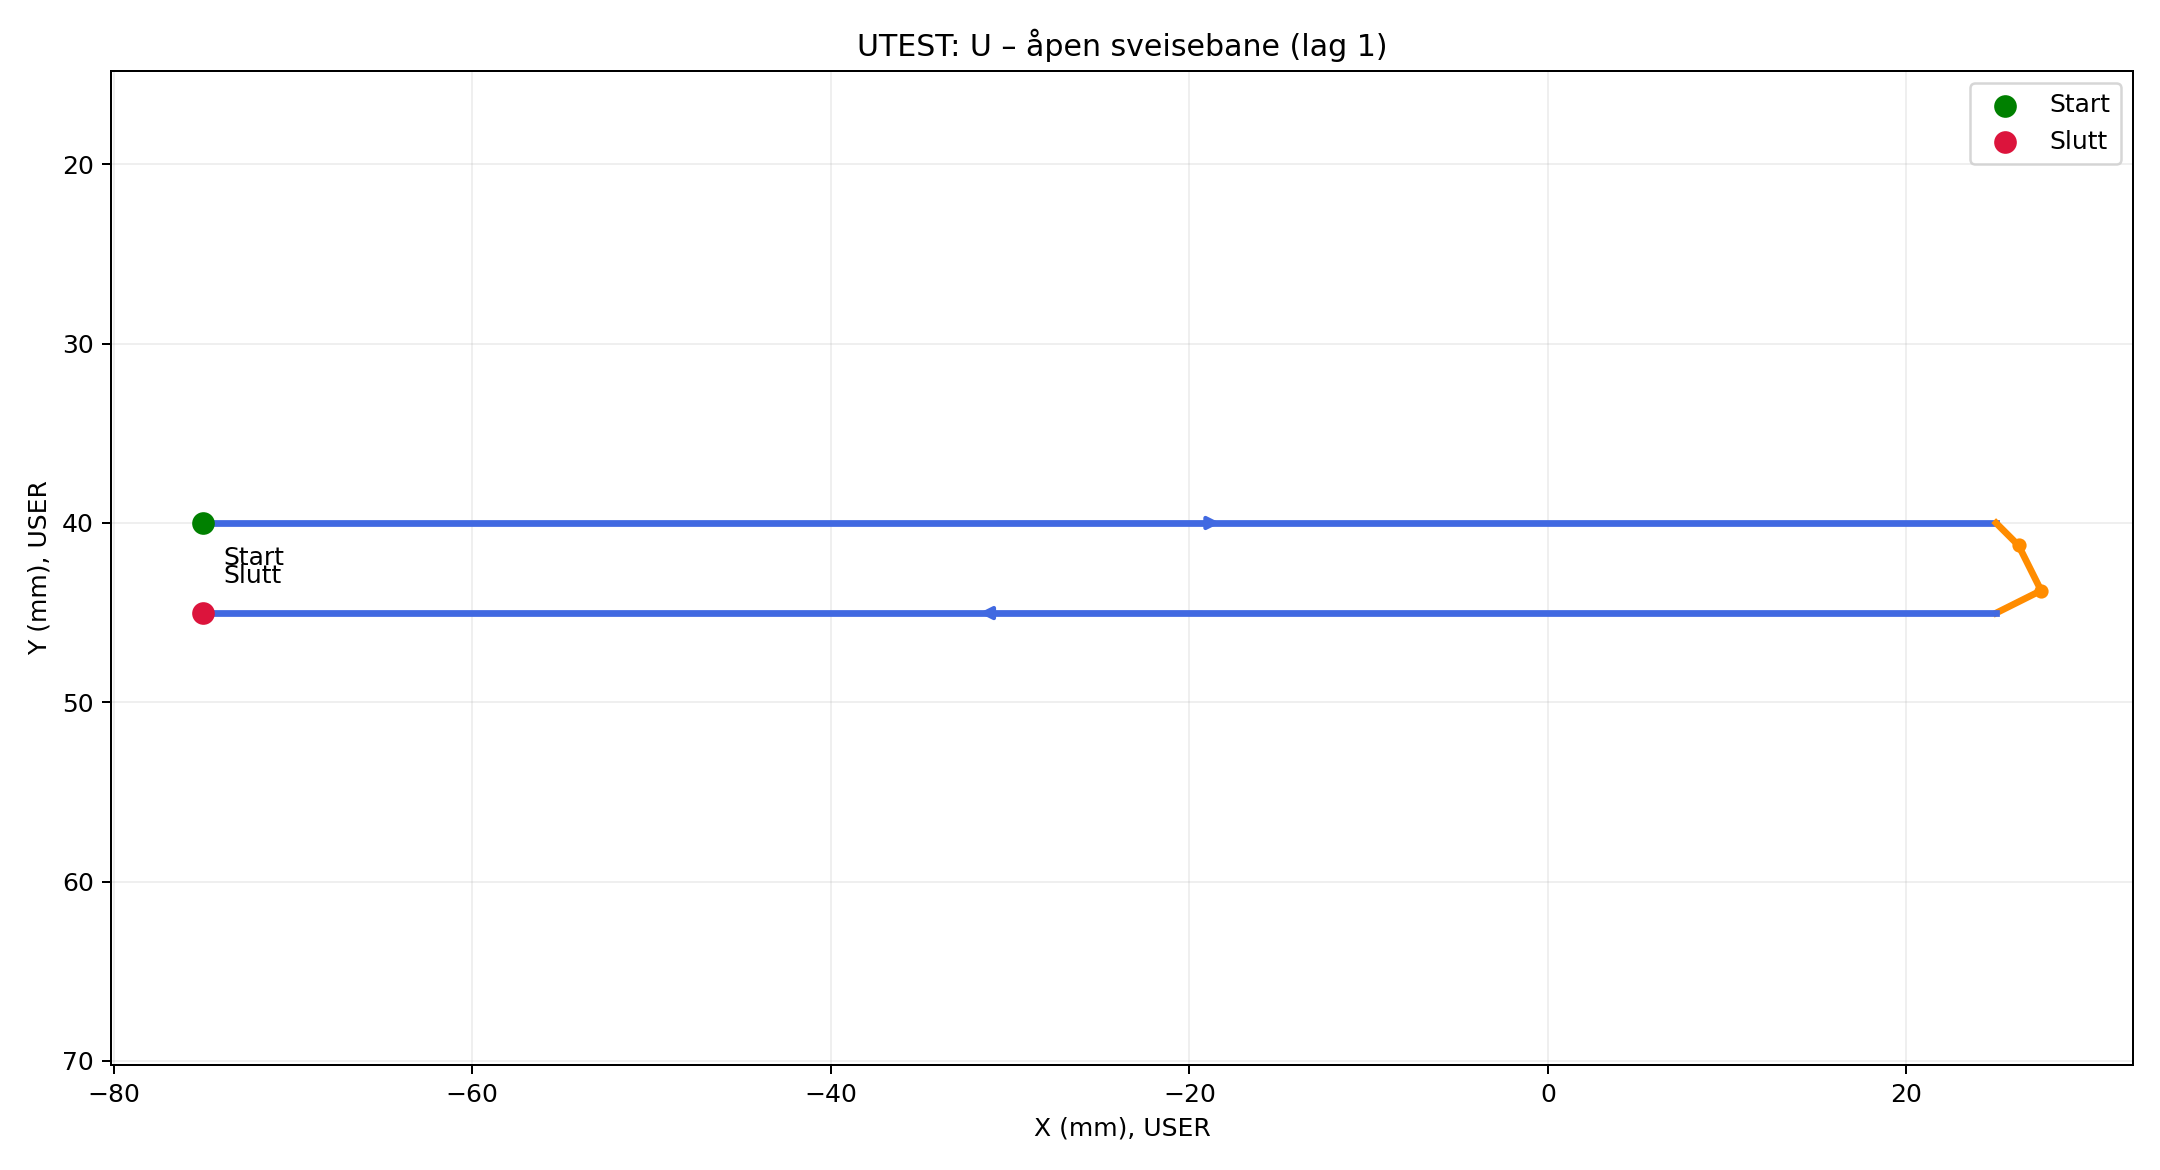 UTEST: U – åpen sveisebane (lag 1)
Start
Slutt
20
30
40
50
60
70
Y (mm), USER
Start
Slutt
−80
−60
−40
−20
0
20
X (mm), USER